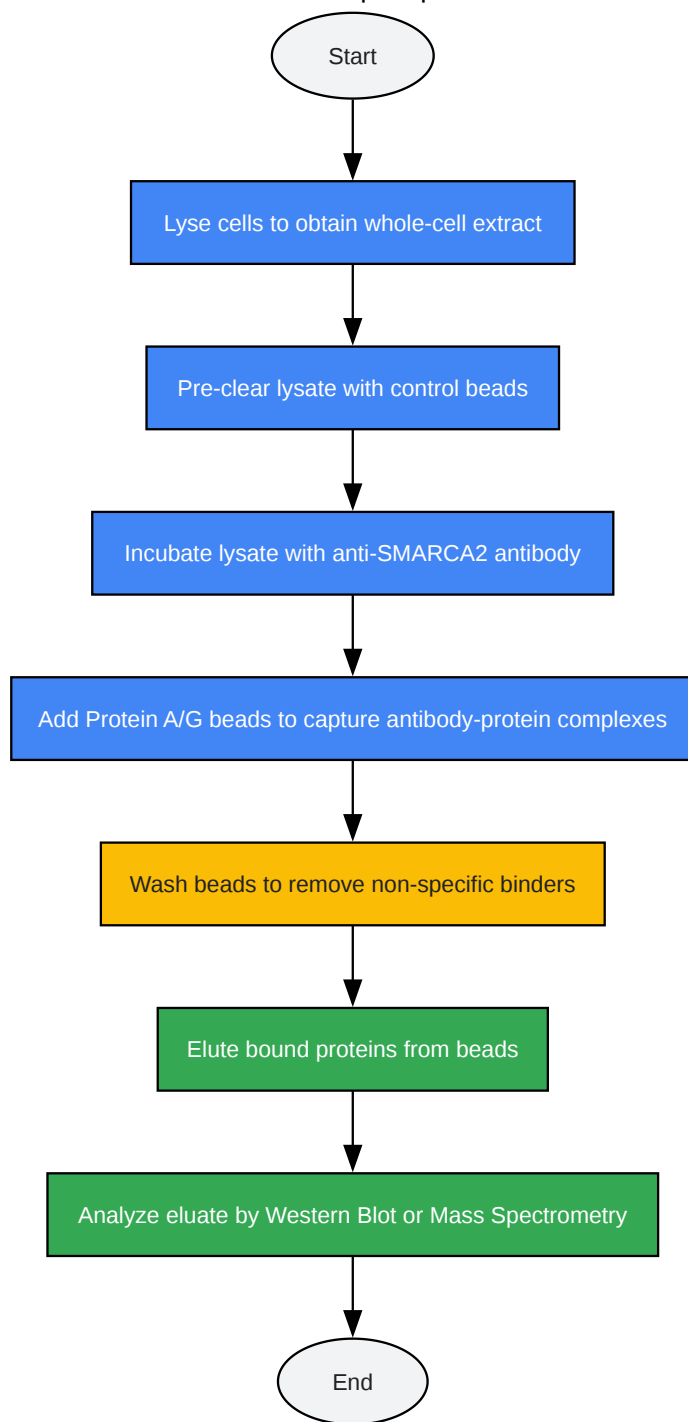 Start
Lyse cells to obtain whole-cell extract
Pre-clear lysate with control beads
Incubate lysate with anti-SMARCA2 antibody
Add Protein A/G beads to capture antibody-protein complexes
Wash beads to remove non-specific binders
Elute bound proteins from beads
Analyze eluate by Western Blot or Mass Spectrometry
End